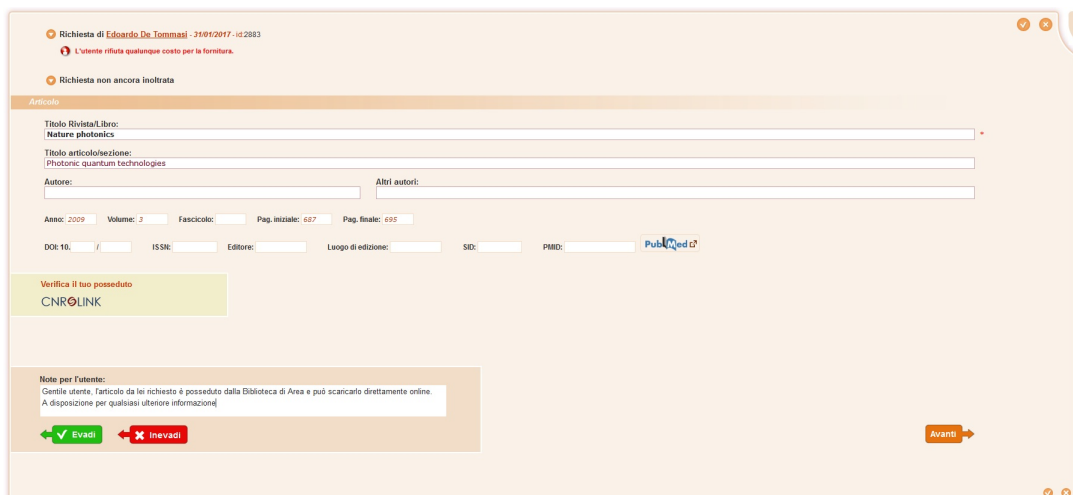 Richiesta di Edoardo De Tommasi - 31/01/2017 - id:2883
L'utente rifiuta qualunque costo per la fornitura.
Richiesta non ancora inoltrata
Articolo
Titolo Rivista/Libro:
Nature photonics *
Titolo articolo/sezione:
Photonic quantum technologies
Autore: Altri autori:
Anno: 2009 Volume: 3 Fascicolo: Pag. iniziale: 687 Pag. finale: 695
DOI: 10. / ISSN: Editore: Luogo di edizione: SID: PMID: PubMed
Verifica il tuo posseduto
CNRSLINK
Note per l'utente:
Gentile utente, l'articolo da lei richiesto è posseduto dalla Biblioteca di Area e può scaricarlo direttamente online.
A disposizione per qualsiasi ulteriore informazione
Evadi Inevadi Avanti